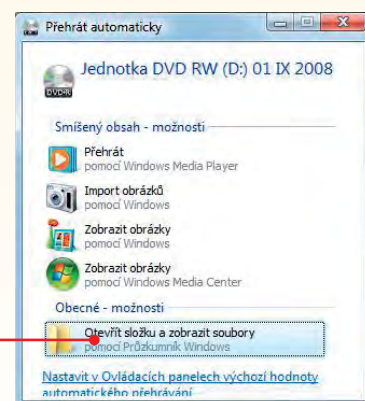 Přehrát automaticky
Jednotka DVD RW (D:) 01 IX 2008
DVD-R
Smíšený obsah - možnosti
Přehrát
pomocí Windows Media Player
Import obrázků
pomocí Windows
Zobrazit obrázky
pomocí Windows
Zobrazit obrázky
pomocí Windows Media Center
Obecné - možnosti
Otevřít složku a zobrazit soubory
pomocí Průzkumník Windows
Nastavit v Ovládacích panelech výchozí hodnoty
automatického přehrávání